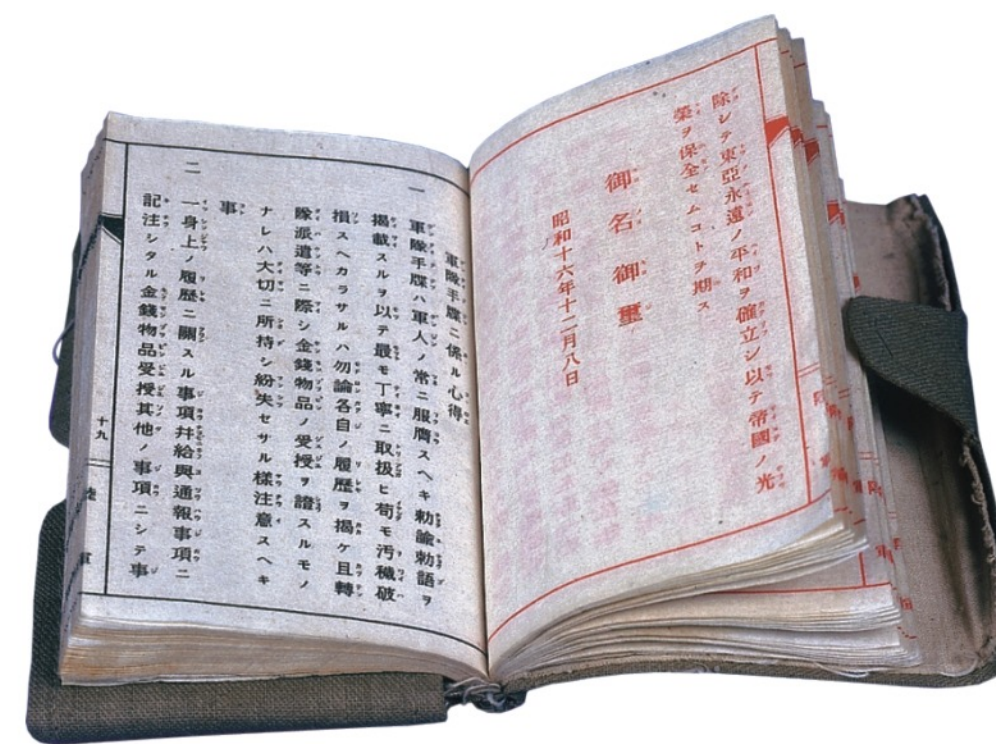 除シテ東亞永遠ノ平和ヲ確立シ以テ帝國ノ光
榮ヲ保全セムコトヲ期ス
御名御璽
昭和十六年十二月八日
軍隊手牒ニ係ル心得
一 軍隊手牒ハ軍人ノ常ニ服膺スヘキ勅諭勅語ヲ
揭載スルヲ以テ最モ丁寧ニ取扱ヒ荀モ汚穢破
損スヘカラサルハ勿論各自ノ履歷ヲ揭ケ且轉
隊派遣等ニ際シ金錢物品ノ受授ヲ證スルモノ
ナレハ大切ニ所持シ紛失セサル樣注意スヘキ
事
二 一身上ノ履歷ニ關スル事項幷給與通報事項ニ
記注シタル金錢物品受授其他ノ事項ニシテ事
十九